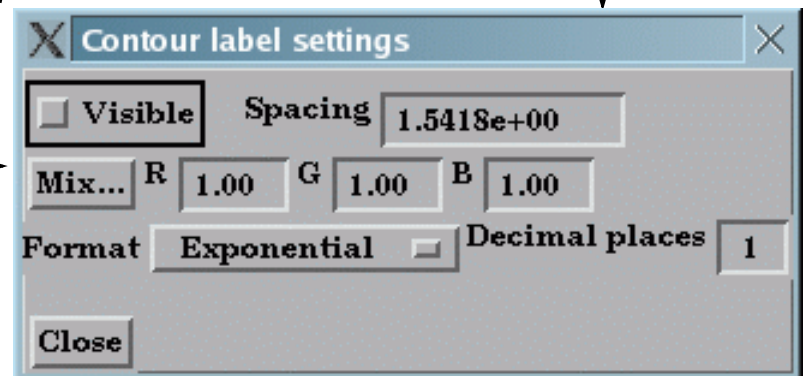 Contour label settings
Visible Spacing 1.5418e+00
Mix... R 1.00 G 1.00 B 1.00
Format Exponential Decimal places 1
Close